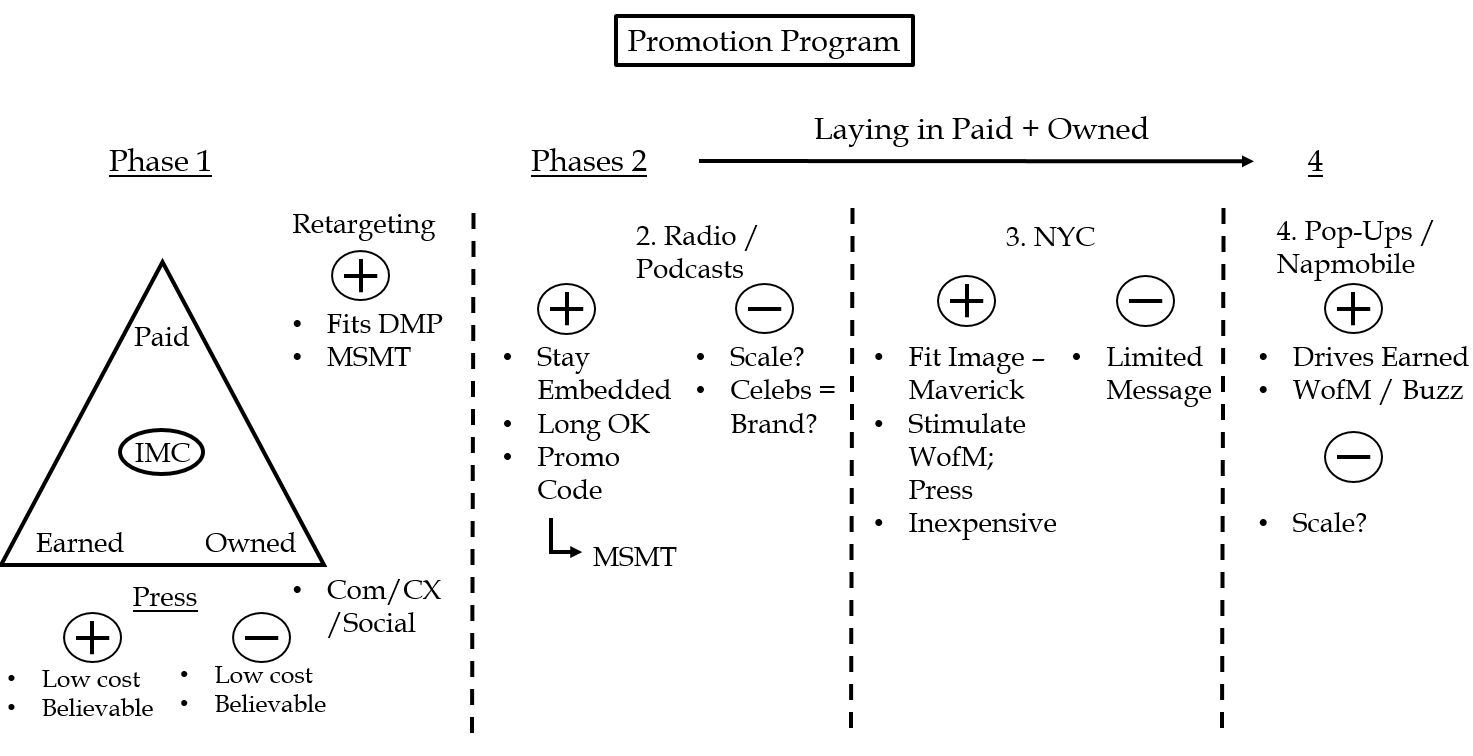 Promotion Program
Laying in Paid + Owned
Phase 1
Phases 2
4
Retargeting
• Fits DMP
• MSMT
Paid
IMC
Earned
Owned
• Com/CX
/Social
Press
• Low cost
• Believable
• Low cost
• Believable
2. Radio /
Podcasts
• Stay
Embedded
• Long OK
• Promo
Code
MSMT
• Scale?
• Celebs =
Brand?
3. NYC
• Fit Image –
Maverick
• Stimulate
WofM;
Press
• Inexpensive
• Limited
Message
4. Pop-Ups /
Napmobile
• Drives Earned
• WofM / Buzz
• Scale?